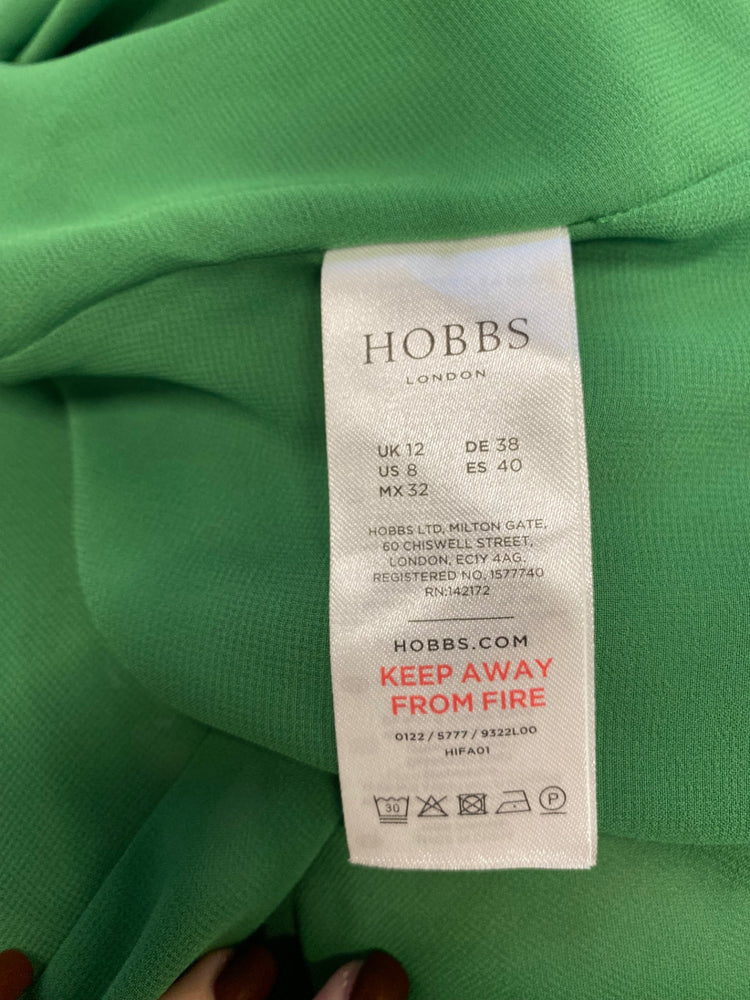 HOBBS
LONDON
UK 12 DE 38
US 8 ES 40
MX 32
HOBBS LTD, MILTON GATE,
60 CHISWELL STREET,
LONDON, EC1Y 4AG.
REGISTERED NO. 1577740
RN:142172
HOBBS.COM
KEEP AWAY
FROM FIRE
0122 / 5777 / 9322L00
HIFA01
30
P